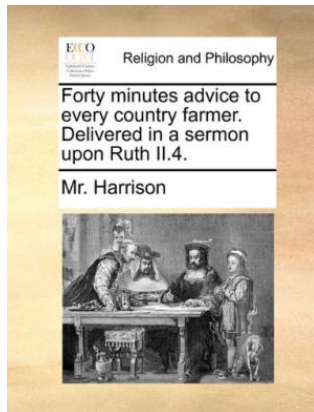 ECCO
Religion and Philosophy
Forty minutes advice to
every country farmer.
Delivered in a sermon
upon Ruth II.4.
Mr. Harrison